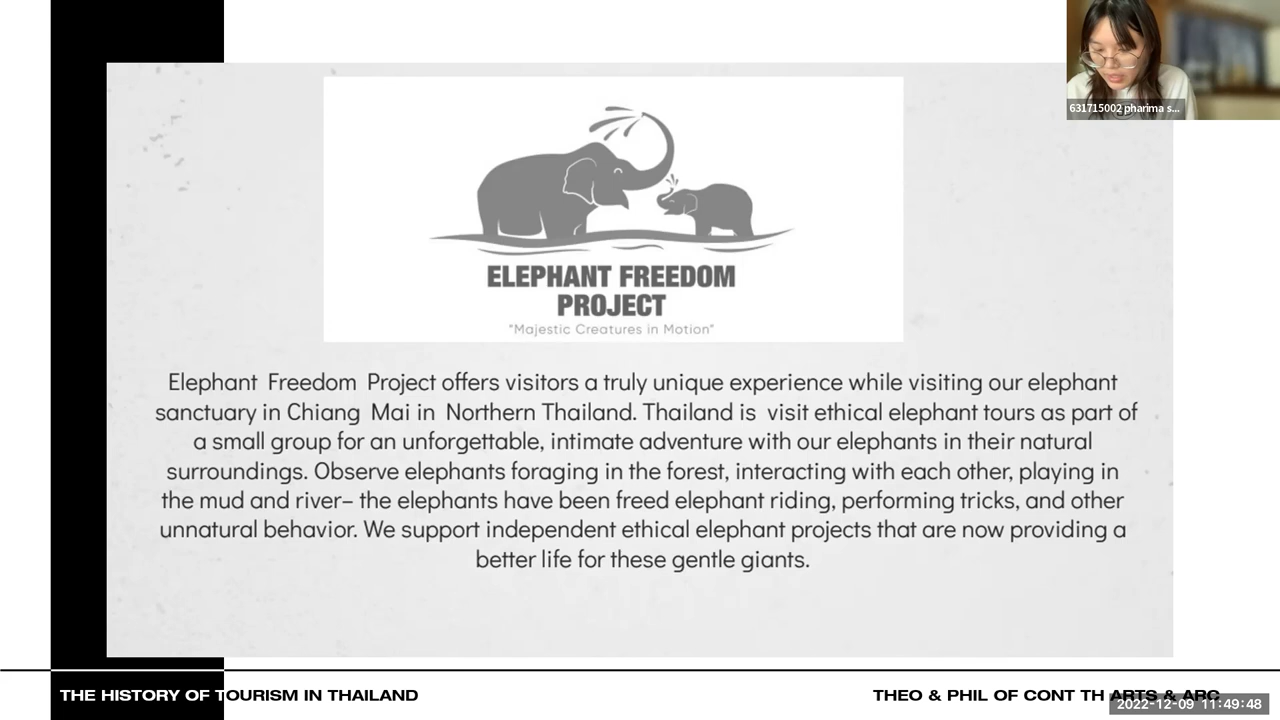 631715002 pharima s...
ELEPHANT FREEDOM
PROJECT
"Majestic Creatures in Motion"
Elephant Freedom Project offers visitors a truly unique experience while visiting our elephant
sanctuary in Chiang Mai in Northern Thailand. Thailand is visit ethical elephant tours as part of
a small group for an unforgettable, intimate adventure with our elephants in their natural
surroundings. Observe elephants foraging in the forest, interacting with each other, playing in
the mud and river– the elephants have been freed elephant riding, performing tricks, and other
unnatural behavior. We support independent ethical elephant projects that are now providing a
better life for these gentle giants.
THE HISTORY OF TOURISM IN THAILAND
THEO & PHIL OF CONT TH ARTS & ARC
2022-12-09 11:49:48